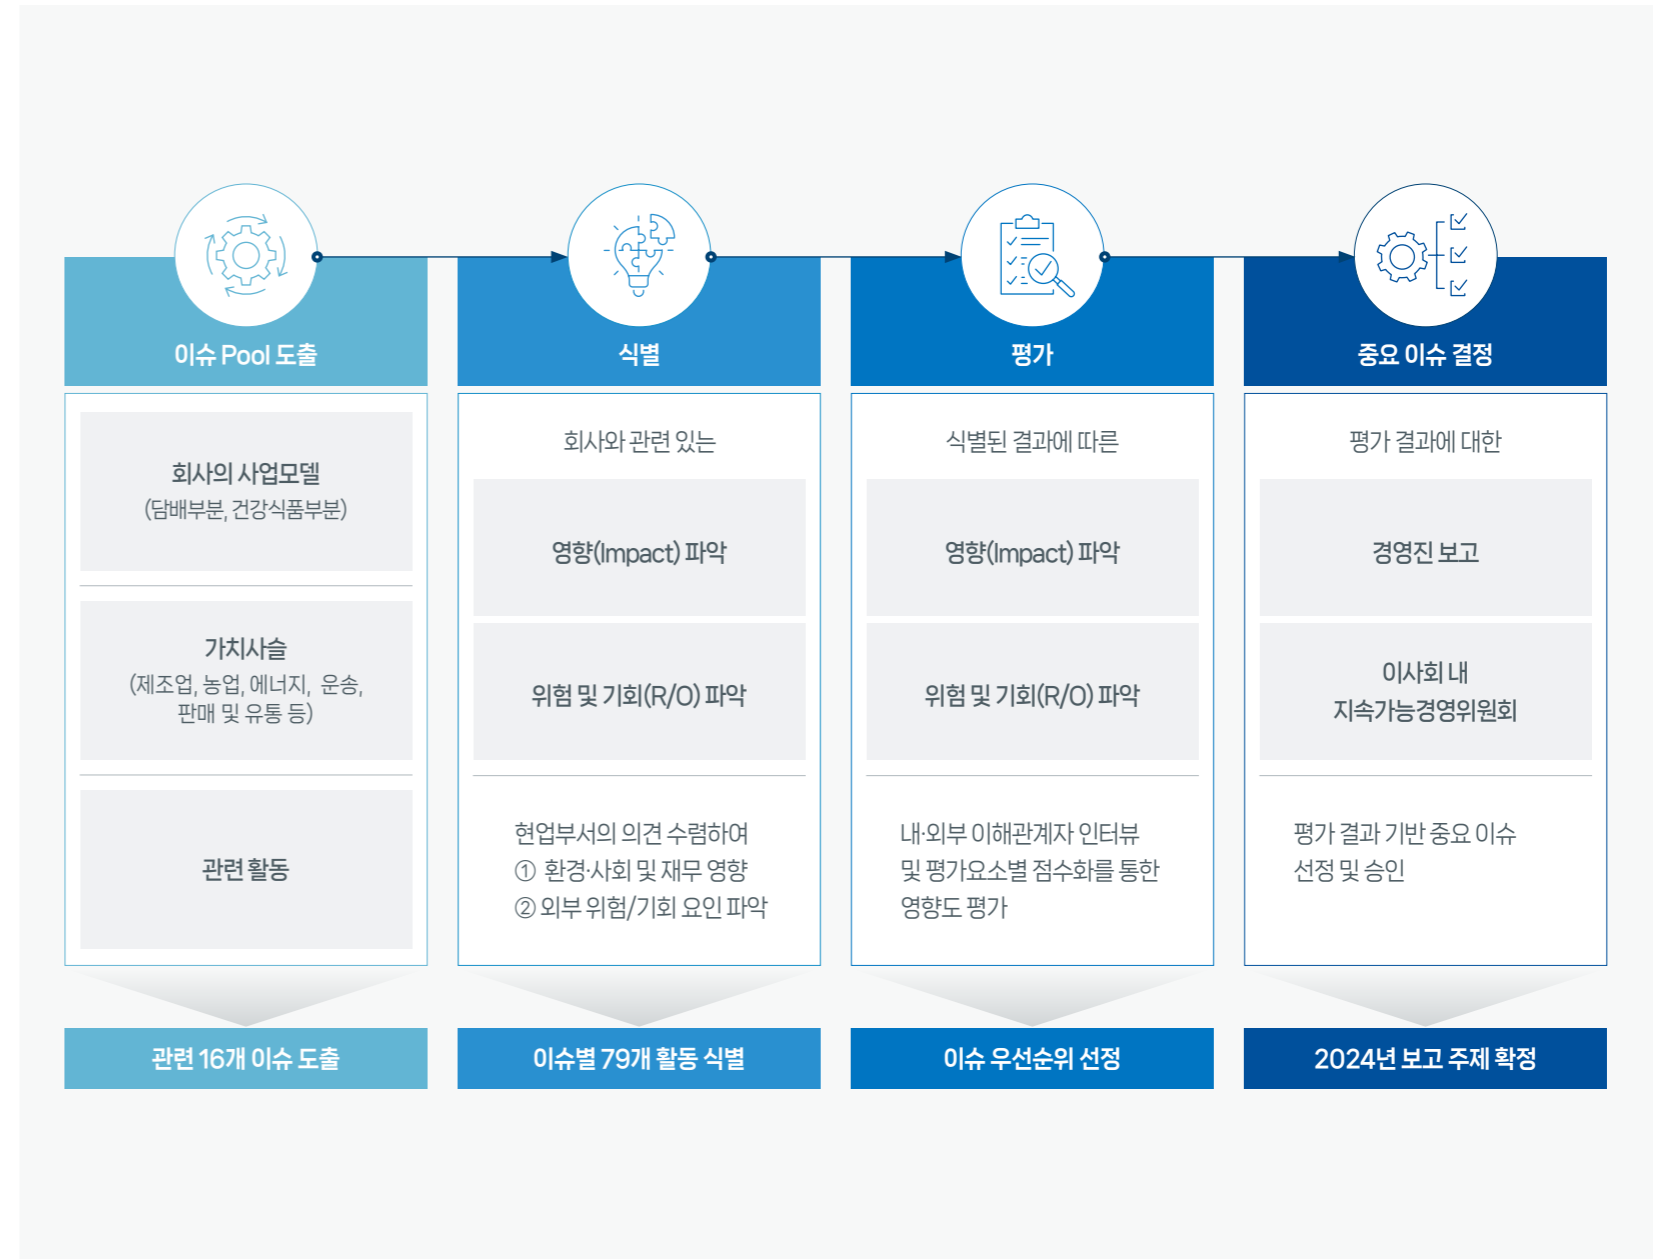 이슈 Pool 도출
회사의 사업모델
(담배부분, 건강식품부분)
가치사슬
(제조업, 농업, 에너지, 운송,
판매 및 유통 등)
관련 활동
관련 16개 이슈 도출
식별
회사와 관련 있는
영향(Impact) 파악
위험 및 기회(R/O) 파악
현업부서의 의견 수렴하여
① 환경·사회 및 재무 영향
② 외부 위험/기회 요인 파악
이슈별 79개 활동 식별
평가
식별된 결과에 따른
영향(Impact) 파악
위험 및 기회(R/O) 파악
내·외부 이해관계자 인터뷰
및 평가요소별 점수화를 통한
영향도 평가
이슈 우선순위 선정
중요 이슈 결정
평가 결과에 대한
경영진 보고
이사회 내
지속가능경영위원회
평가 결과 기반 중요 이슈
선정 및 승인
2024년 보고 주제 확정